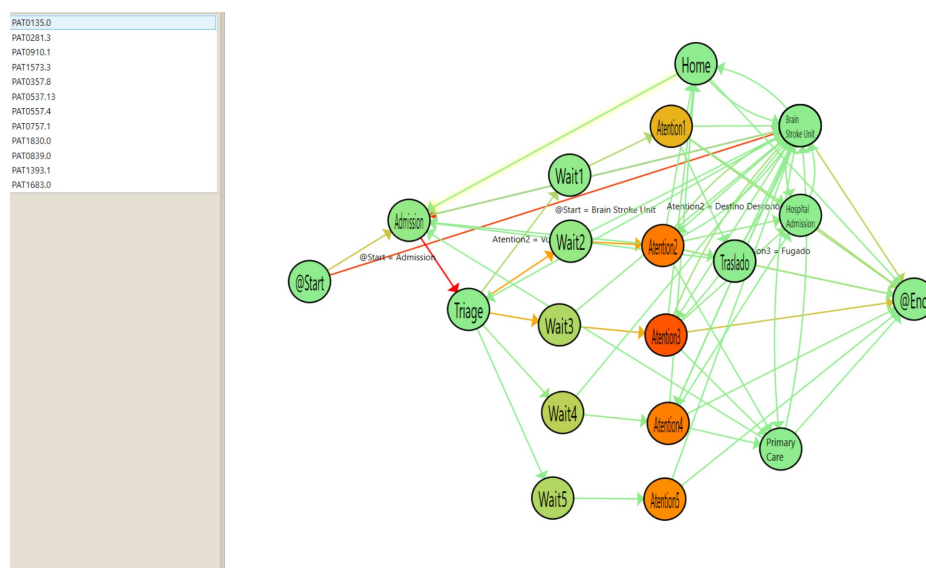 PAT0135.0
PAT0281.3
PAT0910.1
PAT1573.3
PAT0357.8
PAT0537.13
PAT0557.4
PAT0757.1
PAT1830.0
PAT0839.0
PAT1393.1
PAT1683.0
Home
Atention1
Brain
Stroke Unit
Wait1
@Start = Brain Stroke Unit
Atention2 = Destino Descono
Hospital
Admission
Admission
Atention2 = Vo
Wait2
Atention2
@Start = Admission
Traslado
on3 = Fugado
@Start
@End
Triage
Wait3
Atention3
Wait4
Atention4
Primary
Care
Wait5
Atention5